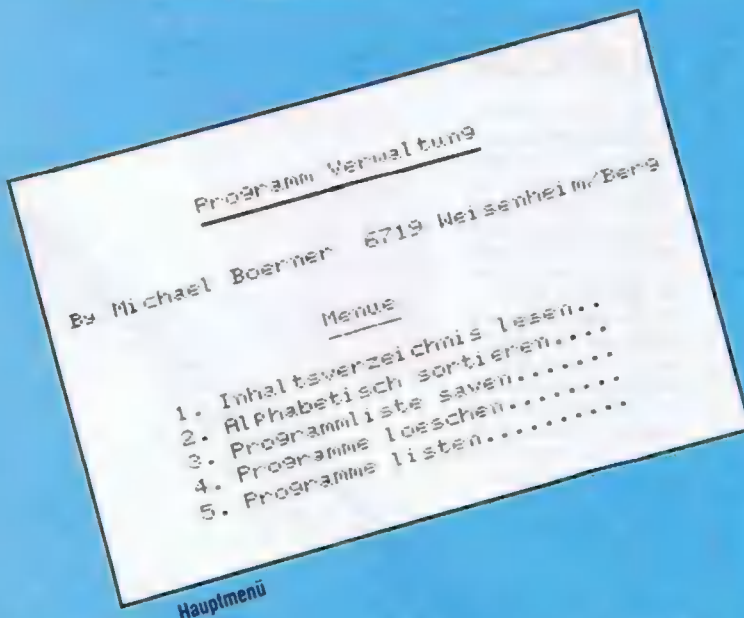 Programm Verwaltung
By Michael Boerner 6719 Weisenheim/Berg
Menue
1. Inhaltsverzeichnis lesen..
2. Alphabetisch sortieren....
3. Programmliste saven.......
4. Programme loeschen........
5. Programme listen..........
Hauptmenü